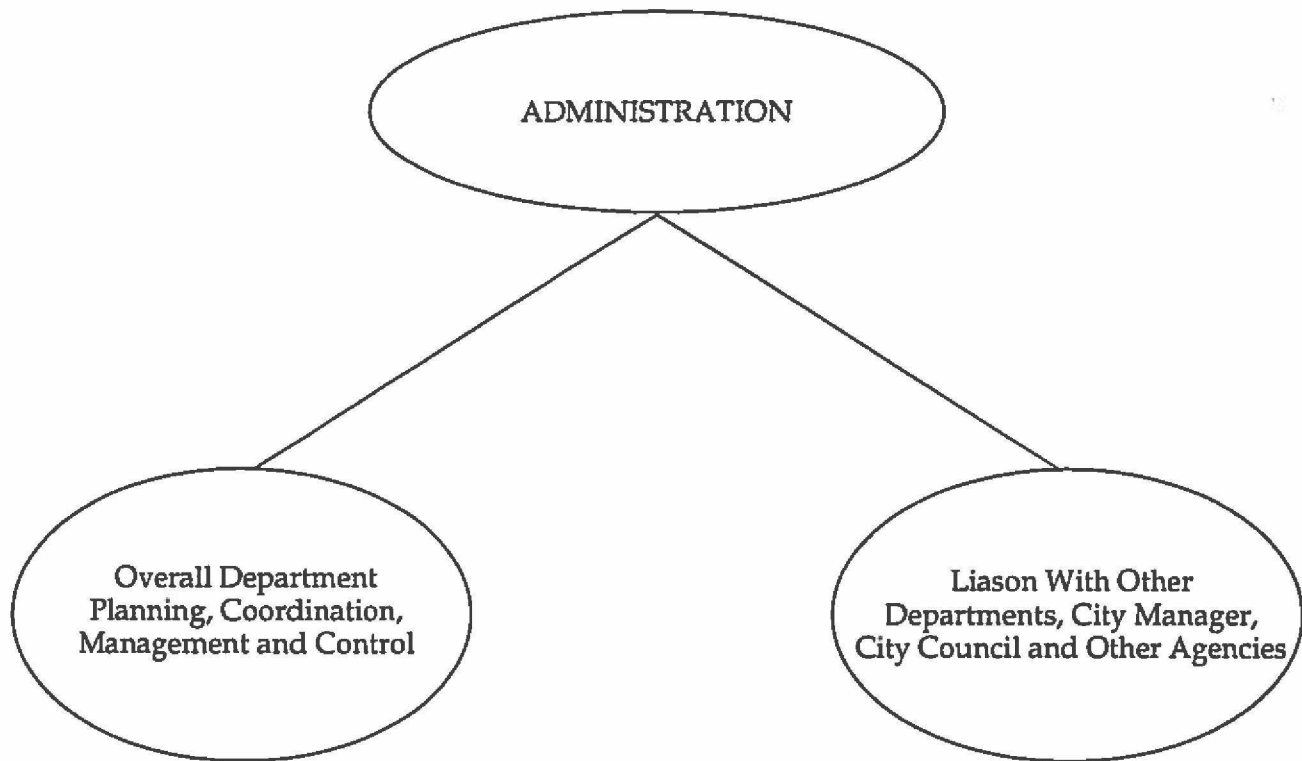 ADMINISTRATION
Overall Department
Planning, Coordination,
Management and Control
Liason With Other
Departments, City Manager,
City Council and Other Agencies